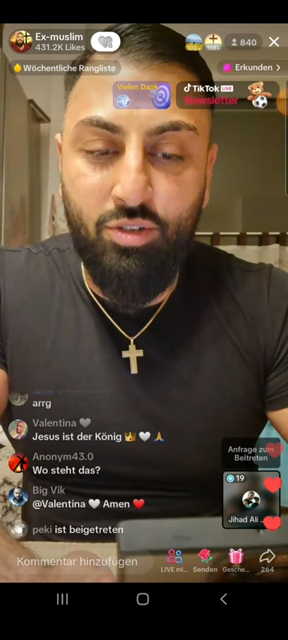 Ex-muslim
431.2K Likes
840
Wöchentliche Rangliste
Erkunden >
Vielen Dank
TikTok LIVE
Newsletter
arrg
Valentina 🩶
Jesus ist der König 👑 🤍 🙏
Anonym43.0
Wo steht das?
Anfrage zum
Beitreten
Big Vik
@Valentina 🤍 Amen ❤️
19
Jihad Ali ...
peki ist beigetreten
Kommentar hinzufügen
LIVE mi...
Senden
Gesche...
264